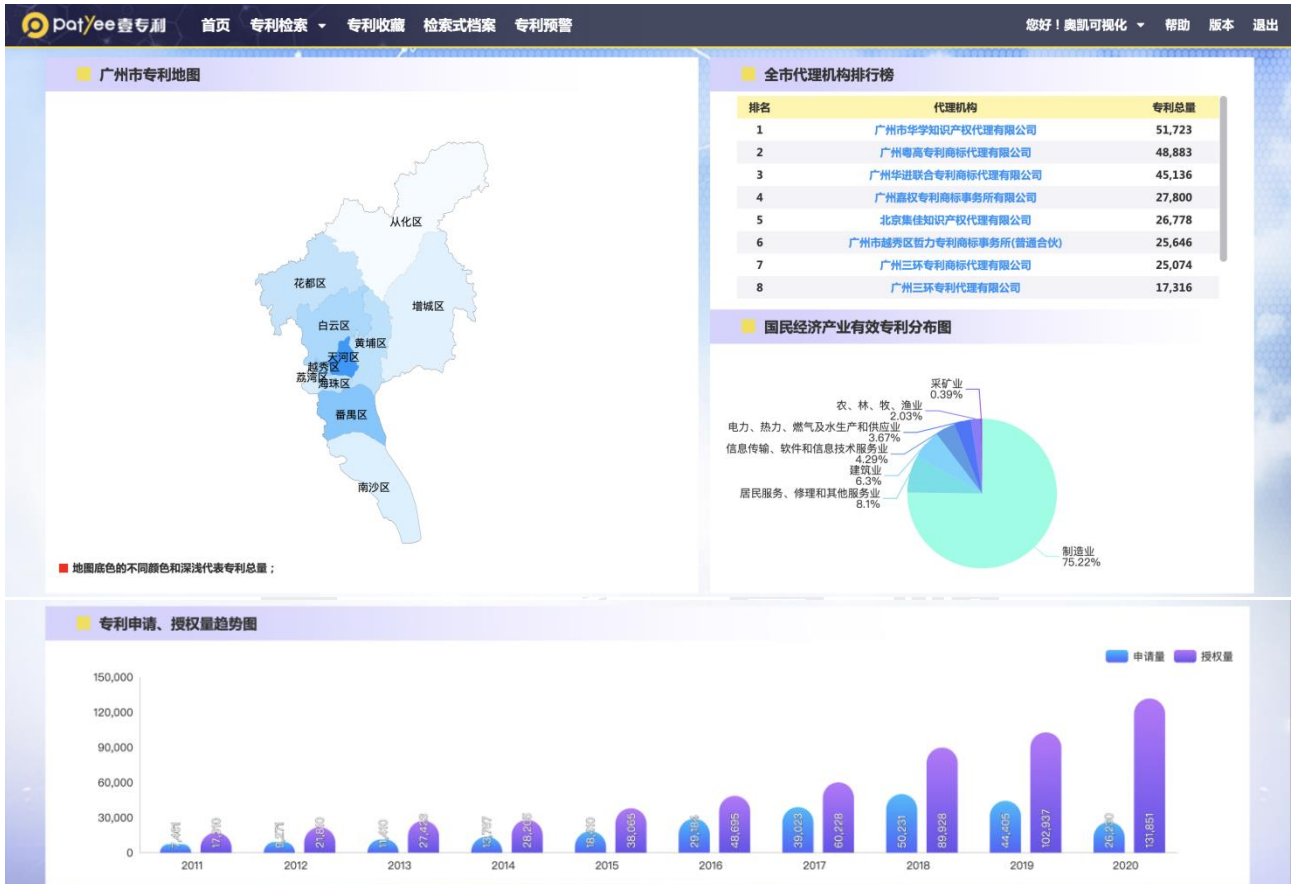 patyee壹专利 首页 专利检索 专利收藏 检索式档案 专利预警 您好！奥凯可视化 帮助 版本 退出
广州市专利地图
从化区
花都区
增城区
白云区
黄埔区
天河区
越秀区
荔湾区
海珠区
番禺区
南沙区
地图底色的不同颜色和深浅代表专利总量；
全市代理机构排行榜
排名 代理机构 专利总量
1 广州市华学知识产权代理有限公司 51,723
2 广州粤高专利商标代理有限公司 48,883
3 广州华进联合专利商标代理有限公司 45,136
4 广州嘉权专利商标事务所有限公司 27,800
5 北京集佳知识产权代理有限公司 26,778
6 广州市越秀区哲力专利商标事务所(普通合伙) 25,646
7 广州三环专利商标代理有限公司 25,074
8 广州三环专利代理有限公司 17,316
国民经济产业有效专利分布图
采矿业
0.39%
农、林、牧、渔业
2.03%
电力、热力、燃气及水生产和供应业
3.67%
信息传输、软件和信息技术服务业
4.29%
建筑业
6.3%
居民服务、修理和其他服务业
8.1%
制造业
75.22%
专利申请、授权量趋势图
申请量 授权量
150,000
120,000
90,000
60,000
30,000
0
27,423
38,065
48,695
39,023
60,228
50,231
89,928
44,405
102,937
131,851
2011 2012 2013 2014 2015 2016 2017 2018 2019 2020